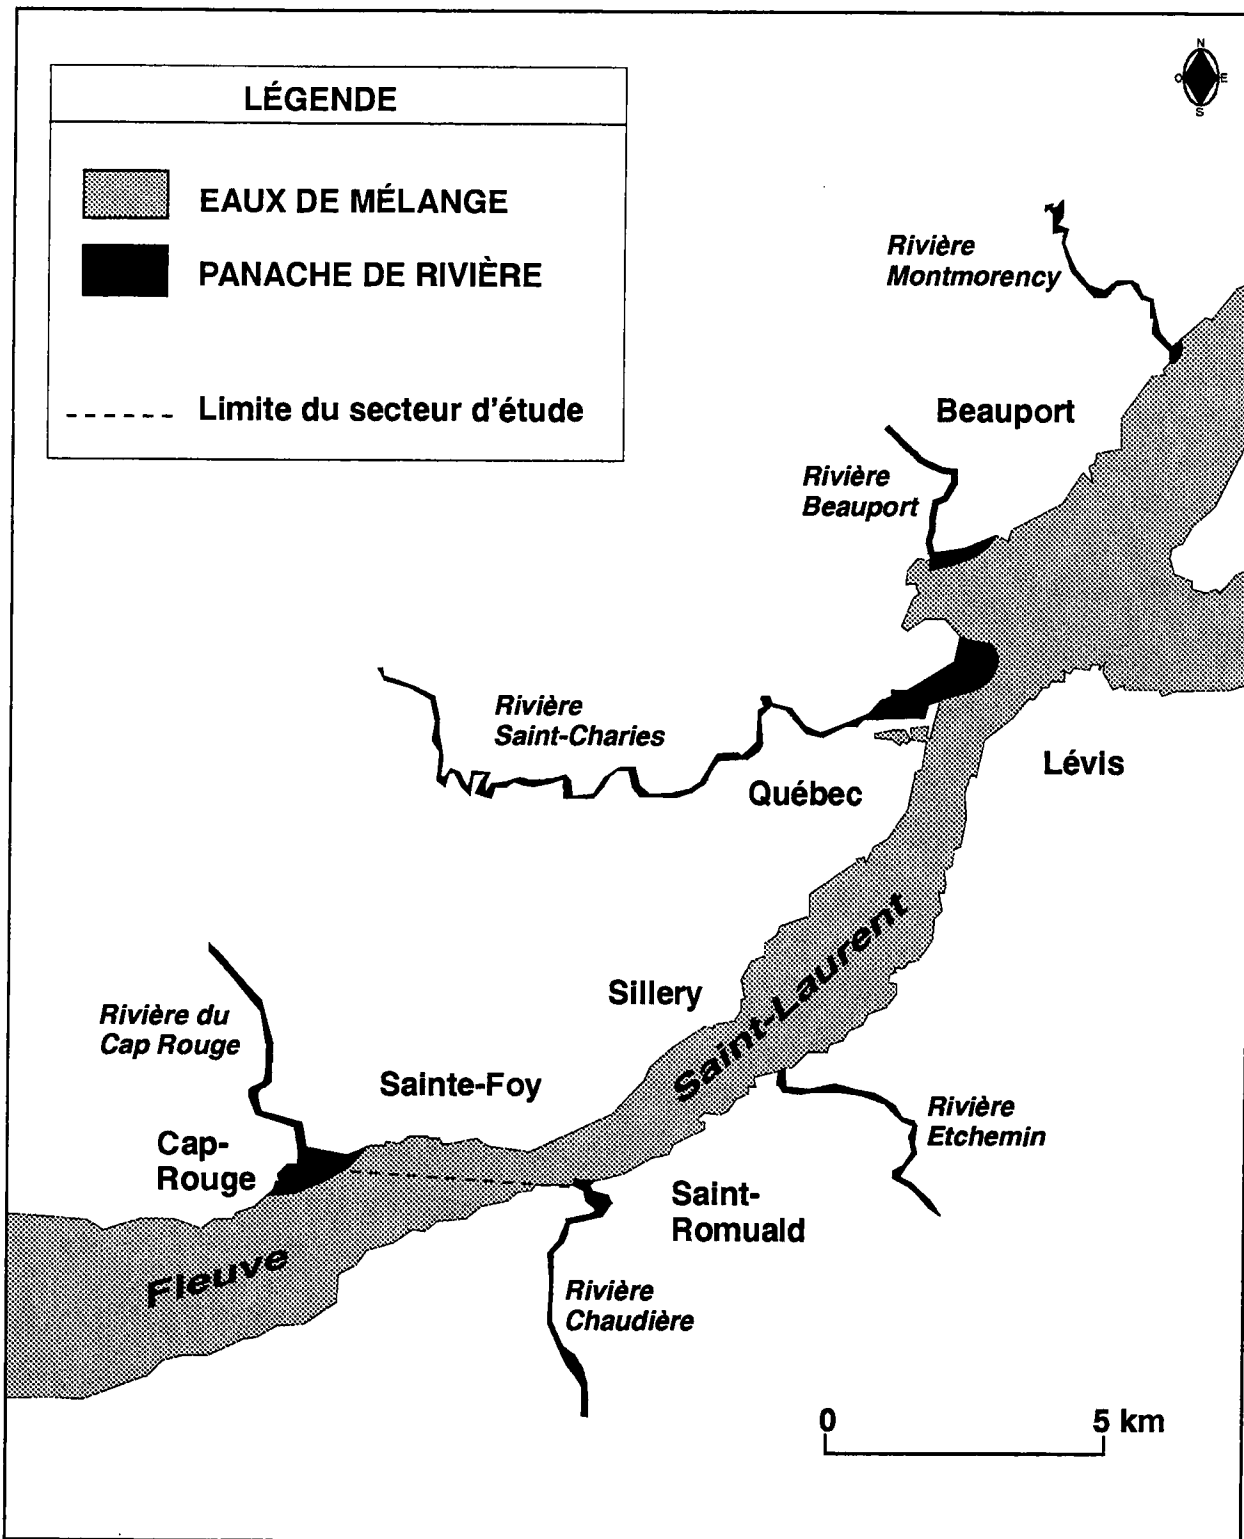 N
O E
S
LÉGENDE
EAUX DE MÉLANGE
PANACHE DE RIVIÈRE
Limite du secteur d'étude
Rivière
Montmorency
Beauport
Rivière
Beauport
Rivière
Saint-Charies
Québec
Lévis
Sillery
Rivière du
Cap Rouge
Sainte-Foy
Cap-
Rouge
Fleuve Saint-Laurent
Rivière
Etchemin
Saint-
Romuald
Rivière
Chaudière
0 5 km